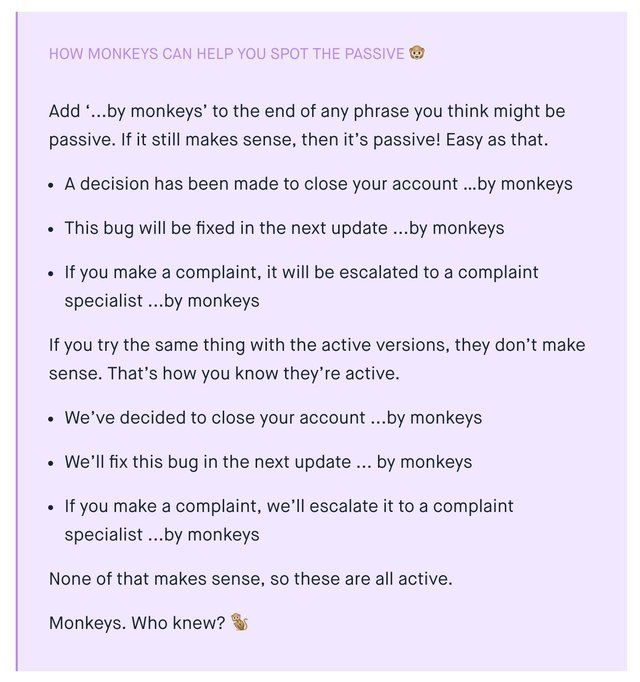 HOW MONKEYS CAN HELP YOU SPOT THE PASSIVE 🐵
Add ‘...by monkeys’ to the end of any phrase you think might be
passive. If it still makes sense, then it’s passive! Easy as that.
• A decision has been made to close your account ...by monkeys
• This bug will be fixed in the next update ...by monkeys
• If you make a complaint, it will be escalated to a complaint
specialist ...by monkeys
If you try the same thing with the active versions, they don’t make
sense. That’s how you know they’re active.
• We’ve decided to close your account ...by monkeys
• We’ll fix this bug in the next update ... by monkeys
• If you make a complaint, we’ll escalate it to a complaint
specialist ...by monkeys
None of that makes sense, so these are all active.
Monkeys. Who knew? 🐒